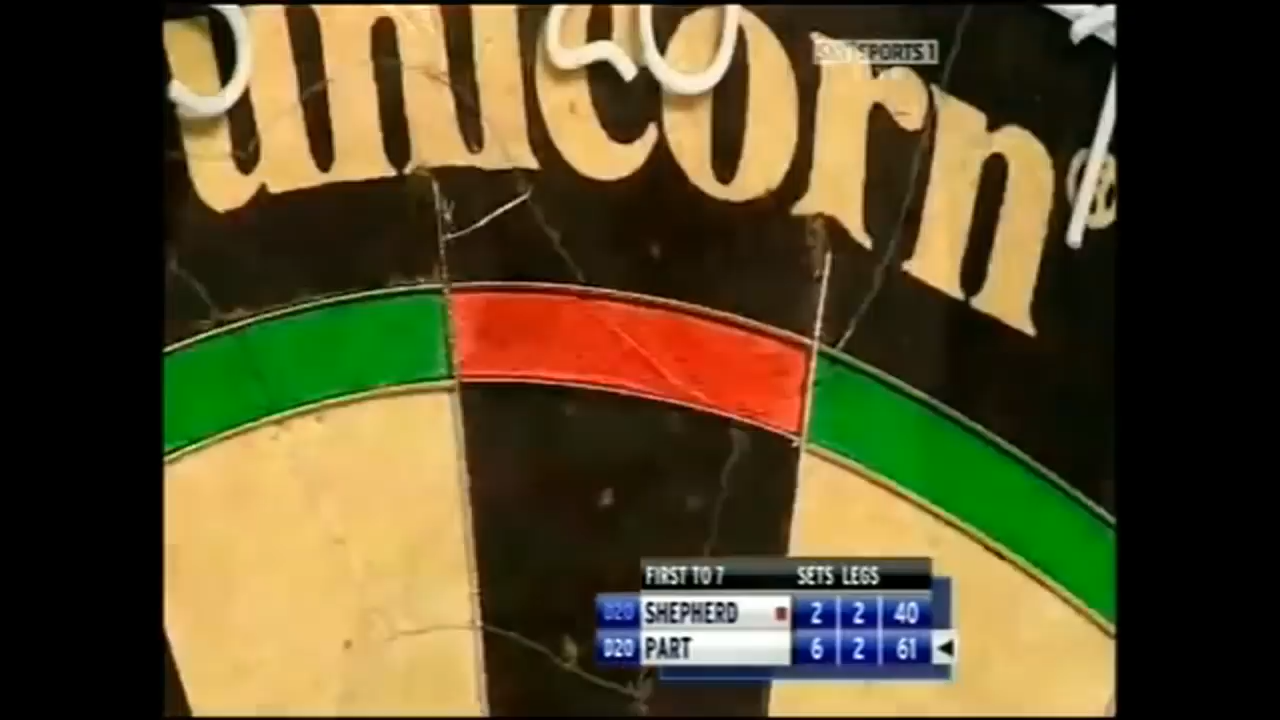 unicorn®
SKY SPORTS 1
FIRST TO 7 SETS LEGS
D20 SHEPHERD 2 2 40
D20 PART 6 2 61